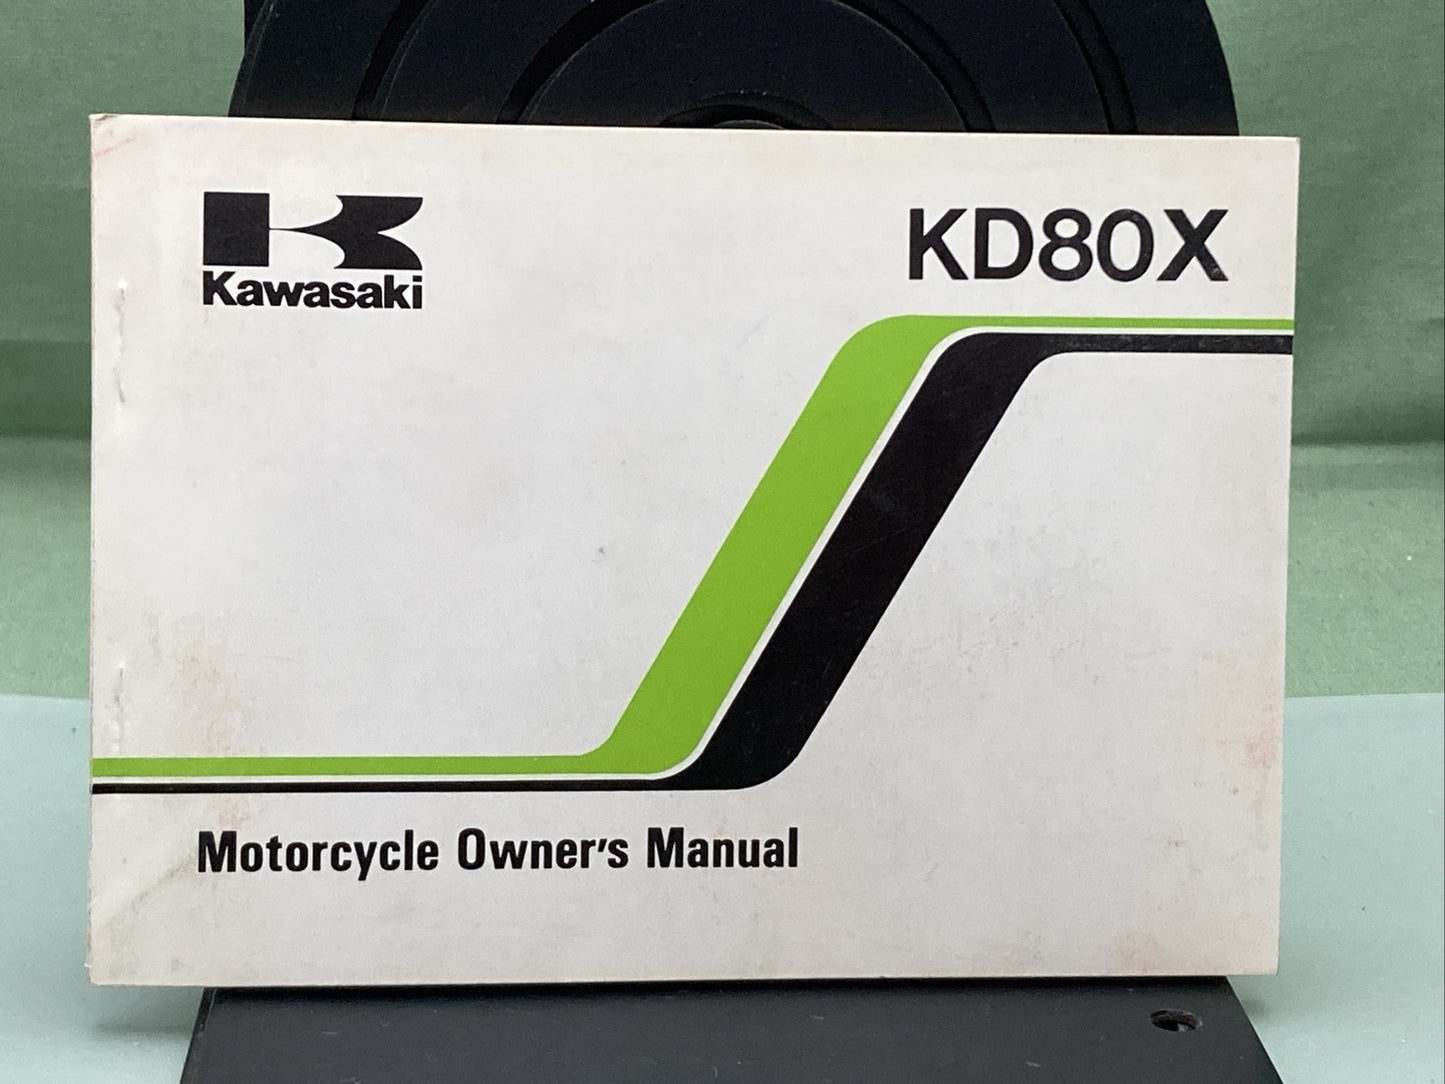 Kawasaki
KD80X
Motorcycle Owner's Manual